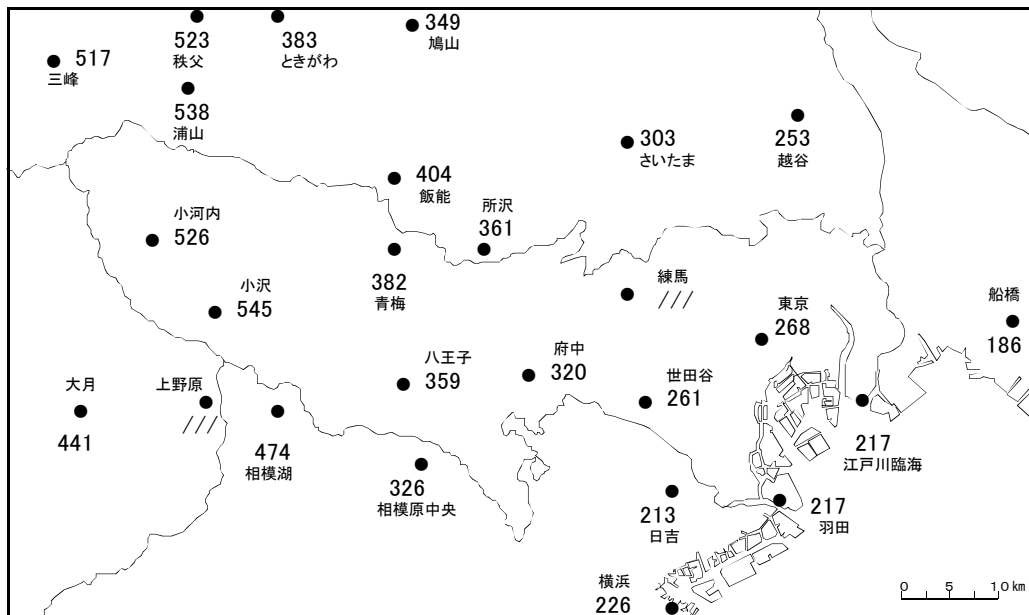 349
鳩山
523
秩父
383
ときがわ
517
三峰
538
浦山
303
さいたま
253
越谷
404
飯能
所沢
361
小河内
526
382
青梅
練馬
///
小沢
545
東京
268
船橋
186
八王子
359
府中
320
世田谷
261
大月
441
上野原
///
474
相模湖
217
江戸川臨海
326
相模原中央
213
日吉
217
羽田
横浜
226
0 5 10km